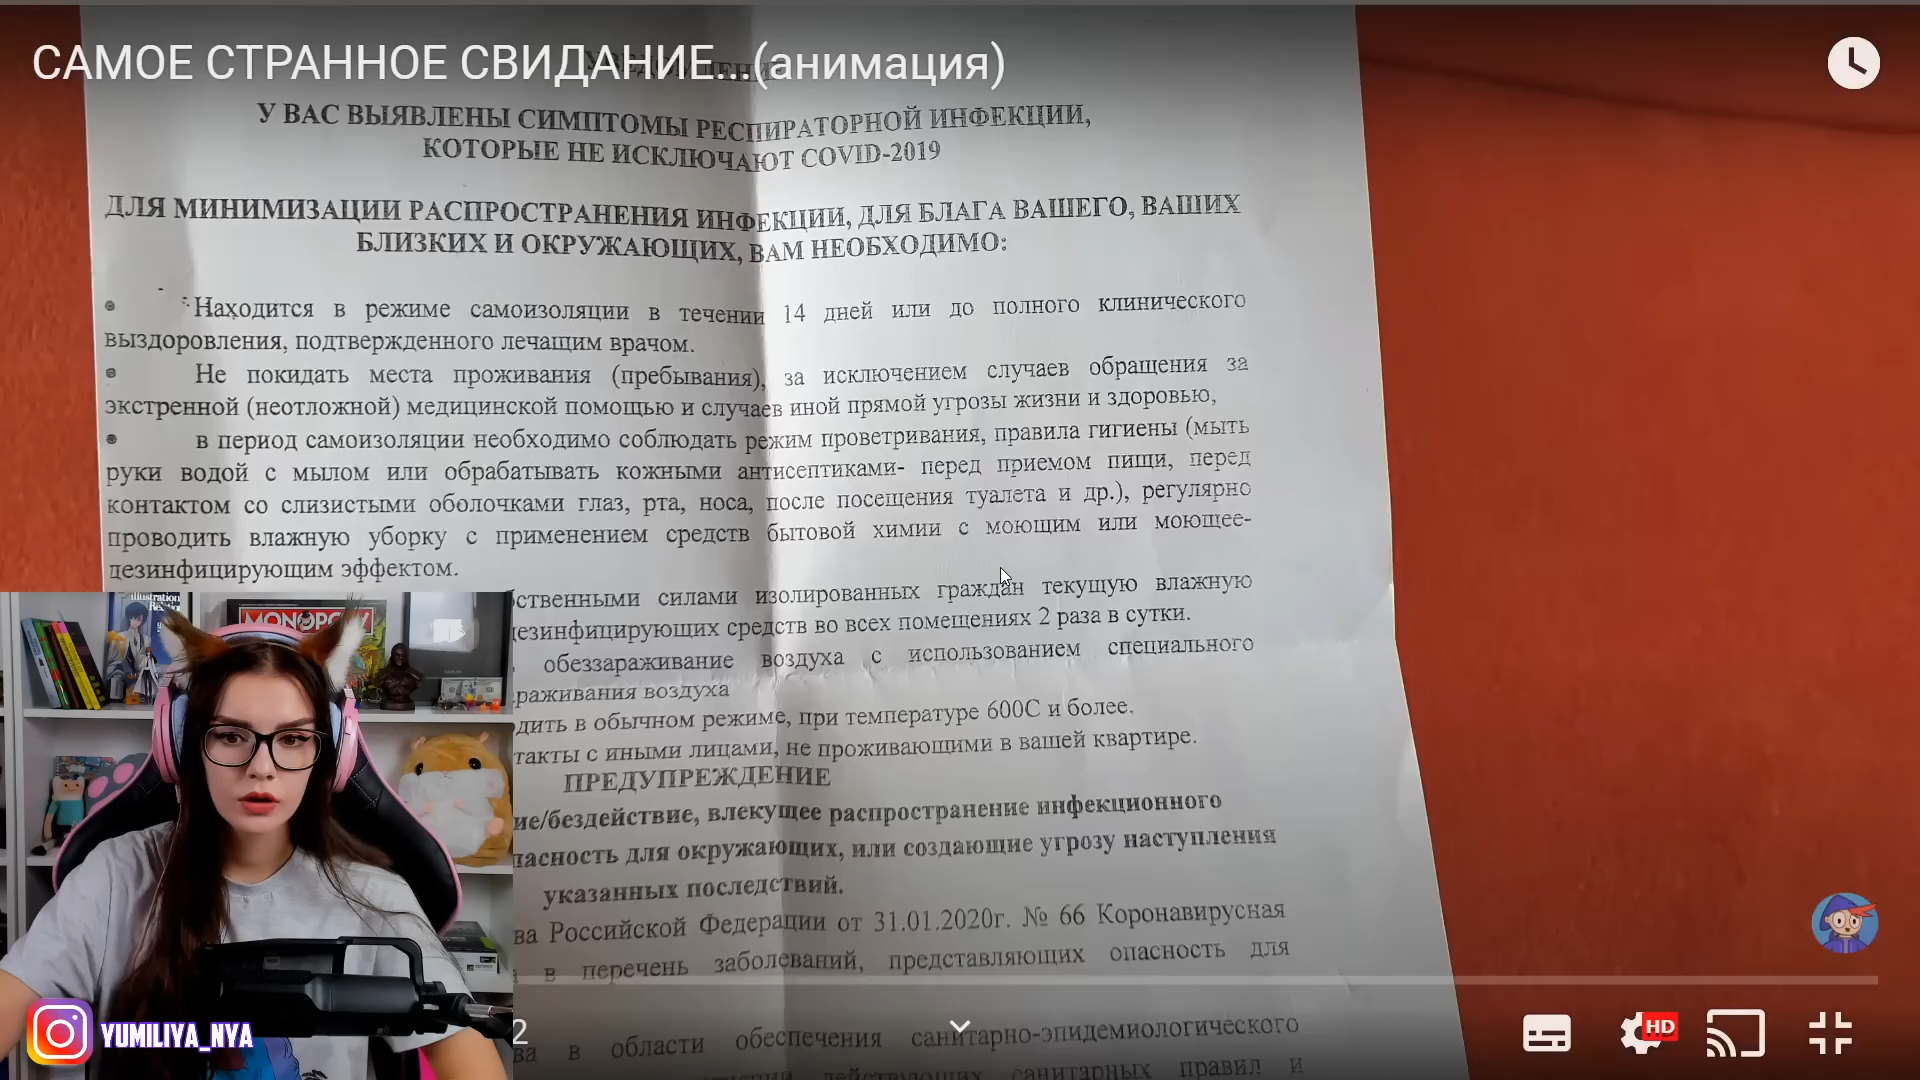 САМОЕ СТРАННОЕ СВИДАНИЕ...(анимация)
У ВАС ВЫЯВЛЕНЫ СИМПТОМЫ РЕСПИРАТОРНОЙ ИНФЕКЦИИ,
КОТОРЫЕ НЕ ИСКЛЮЧАЮТ COVID-2019
ДЛЯ МИНИМИЗАЦИИ РАСПРОСТРАНЕНИЯ ИНФЕКЦИИ, ДЛЯ БЛАГА ВАШЕГО, ВАШИХ
БЛИЗКИХ И ОКРУЖАЮЩИХ, ВАМ НЕОБХОДИМО:
• Находится в режиме самоизоляции в течении 14 дней или до полного клинического
выздоровления, подтвержденного лечащим врачом.
• Не покидать места проживания (пребывания), за исключением случаев обращения за
экстренной (неотложной) медицинской помощью и случаев иной прямой угрозы жизни и здоровью,
• в период самоизоляции необходимо соблюдать режим проветривания, правила гигиены (мыть
руки водой с мылом или обрабатывать кожными антисептиками- перед приемом пищи, перед
контактом со слизистыми оболочками глаз, рта, носа, после посещения туалета и др.), регулярно
проводить влажную уборку с применением средств бытовой химии с моющим или моющее-
дезинфицирующим эффектом.
бственными силами изолированных граждан текущую влажную
дезинфицирующих средств во всех помещениях 2 раза в сутки.
обеззараживание воздуха с использованием специального
раживания воздуха
дить в обычном режиме, при температуре 600С и более.
такты с иными лицами, не проживающими в вашей квартире.
ПРЕДУПРЕЖДЕНИЕ
ие/бездействие, влекущее распространение инфекционного
пасность для окружающих, или создающие угрозу наступления
указанных последствий.
ва Российской Федерации от 31.01.2020г. № 66 Коронавирусная
в перечень заболеваний, представляющих опасность для
ва в области обеспечения санитарно-эпидемиологического
действующих санитарных правил и
MONOPOLY
YUMILIYA_NYA
2
HD